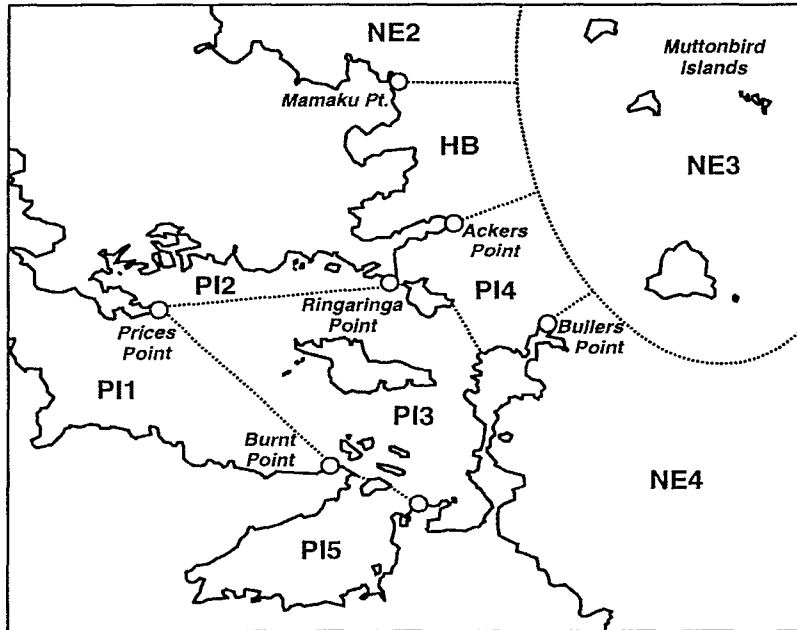 NE2
Muttonbird
Islands
Mamaku Pt.
HB
NE3
Ackers
Point
PI2
PI4
Ringaringa
Point
Prices
Point
Bullers
Point
PI1
PI3
Burnt
Point
NE4
PI5